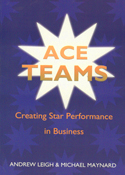 ACE
TEAMS
Creating Star Performance
in Business
ANDREW LEIGH & MICHAEL MAYNARD